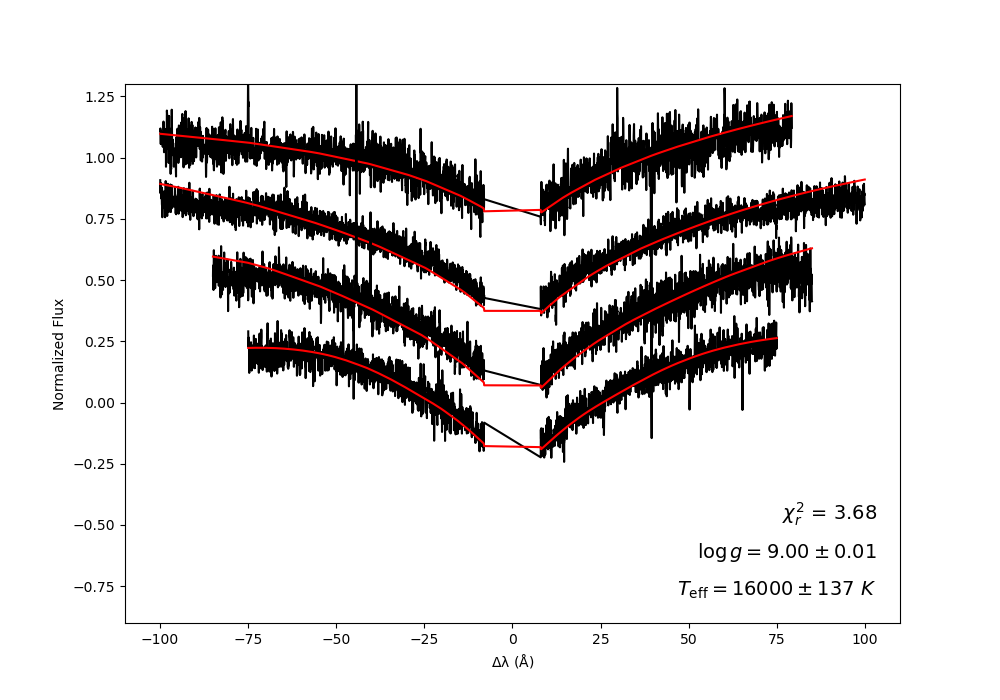 1.25
1.00
0.75
0.50
0.25
0.00
−0.25
−0.50
−0.75
Normalized Flux
χ²ᵣ = 3.68
log g = 9.00 ± 0.01
T_eff = 16000 ± 137 K
−100 −75 −50 −25 0 25 50 75 100
Δλ (Å)